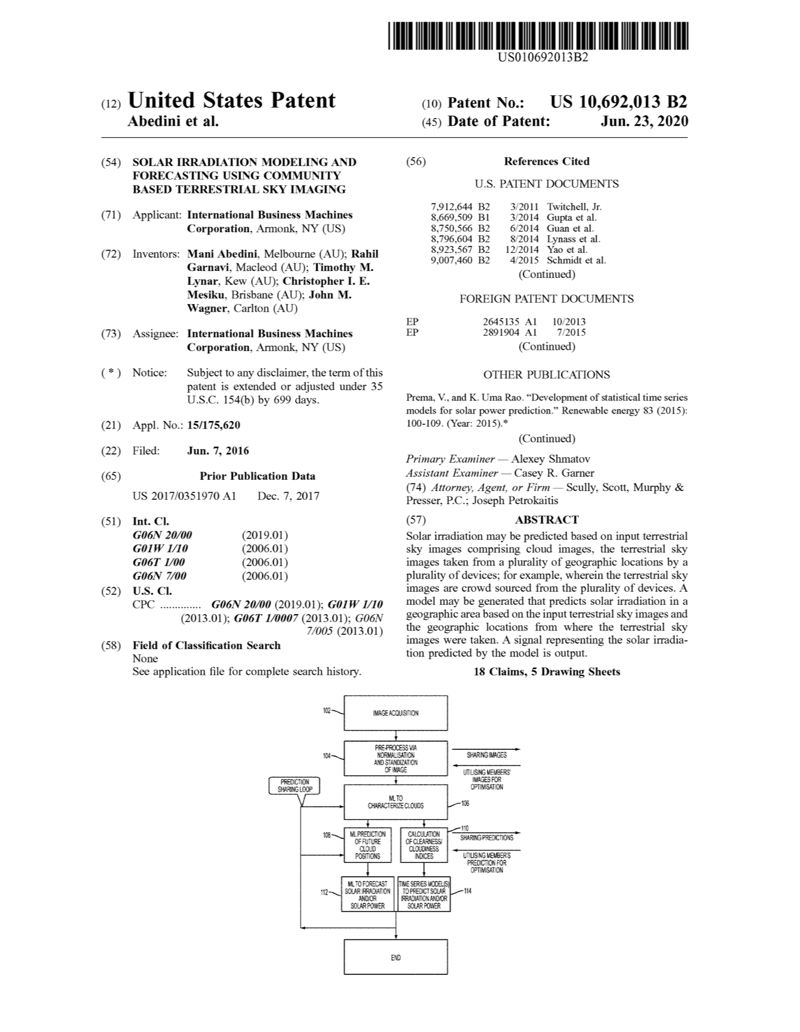 US010692013B2
(12) United States Patent
Abedini et al.
(10) Patent No.: US 10,692,013 B2
(45) Date of Patent: Jun. 23, 2020
(54) SOLAR IRRADIATION MODELING AND
FORECASTING USING COMMUNITY
BASED TERRESTRIAL SKY IMAGING
(71) Applicant: International Business Machines
Corporation, Armonk, NY (US)
(72) Inventors: Mani Abedini, Melbourne (AU); Rahil
Garnavi, Macleod (AU); Timothy M.
Lynar, Kew (AU); Christopher I. E.
Mesiku, Brisbane (AU); John M.
Wagner, Carlton (AU)
(73) Assignee: International Business Machines
Corporation, Armonk, NY (US)
( * ) Notice: Subject to any disclaimer, the term of this
patent is extended or adjusted under 35
U.S.C. 154(b) by 699 days.
(21) Appl. No.: 15/175,620
(22) Filed: Jun. 7, 2016
(65) Prior Publication Data
US 2017/0351970 A1 Dec. 7, 2017
(51) Int. Cl.
G06N 20/00 (2019.01)
G01W 1/10 (2006.01)
G06T 1/00 (2006.01)
G06N 7/00 (2006.01)
(52) U.S. Cl.
CPC ............. G06N 20/00 (2019.01); G01W 1/10
(2013.01); G06T 1/0007 (2013.01); G06N
7/005 (2013.01)
(58) Field of Classification Search
None
See application file for complete search history.
(56) References Cited
U.S. PATENT DOCUMENTS
7,912,644 B2 3/2011 Twitchell, Jr.
8,669,509 B1 3/2014 Gupta et al.
8,750,566 B2 6/2014 Guan et al.
8,796,604 B2 8/2014 Lynass et al.
8,923,567 B2 12/2014 Yao et al.
9,007,460 B2 4/2015 Schmidt et al.
(Continued)
FOREIGN PATENT DOCUMENTS
EP 2645135 A1 10/2013
EP 2891904 A1 7/2015
(Continued)
OTHER PUBLICATIONS
Prema, V., and K. Uma Rao. “Development of statistical time series
models for solar power prediction.” Renewable energy 83 (2015):
100-109. (Year: 2015).*
(Continued)
Primary Examiner — Alexey Shmatov
Assistant Examiner — Casey R. Garner
(74) Attorney, Agent, or Firm — Scully, Scott, Murphy &
Presser, P.C.; Joseph Petrokaitis
(57) ABSTRACT
Solar irradiation may be predicted based on input terrestrial
sky images comprising cloud images, the terrestrial sky
images taken from a plurality of geographic locations by a
plurality of devices; for example, wherein the terrestrial sky
images are crowd sourced from the plurality of devices. A
model may be generated that predicts solar irradiation in a
geographic area based on the input terrestrial sky images and
the geographic locations from where the terrestrial sky
images were taken. A signal representing the solar irradia-
tion predicted by the model is output.
18 Claims, 5 Drawing Sheets
102
IMAGE ACQUISITION
104
PRE-PROCESS VIA
NORMALISATION
AND STANDIZATION
OF IMAGE
SHARING IMAGES
UTILISING MEMBERS'
IMAGES FOR
OPTIMISATION
PREDICTION
SHARING LOOP
ML TO
CHARACTERIZE CLOUDS
106
108
ML PREDICTION
OF FUTURE
CLOUD
POSITIONS
CALCULATION
OF CLEARNESS/
CLOUDINESS
INDICES
110
SHARING PREDICTIONS
UTILISING MEMBER'S
PREDICTION FOR
OPTIMISATION
112
ML TO FORECAST
SOLAR IRRADIATION
AND/OR
SOLAR POWER
TIME SERIES MODEL(S)
TO PREDICT SOLAR
IRRADIATION AND/OR
SOLAR POWER
114
END